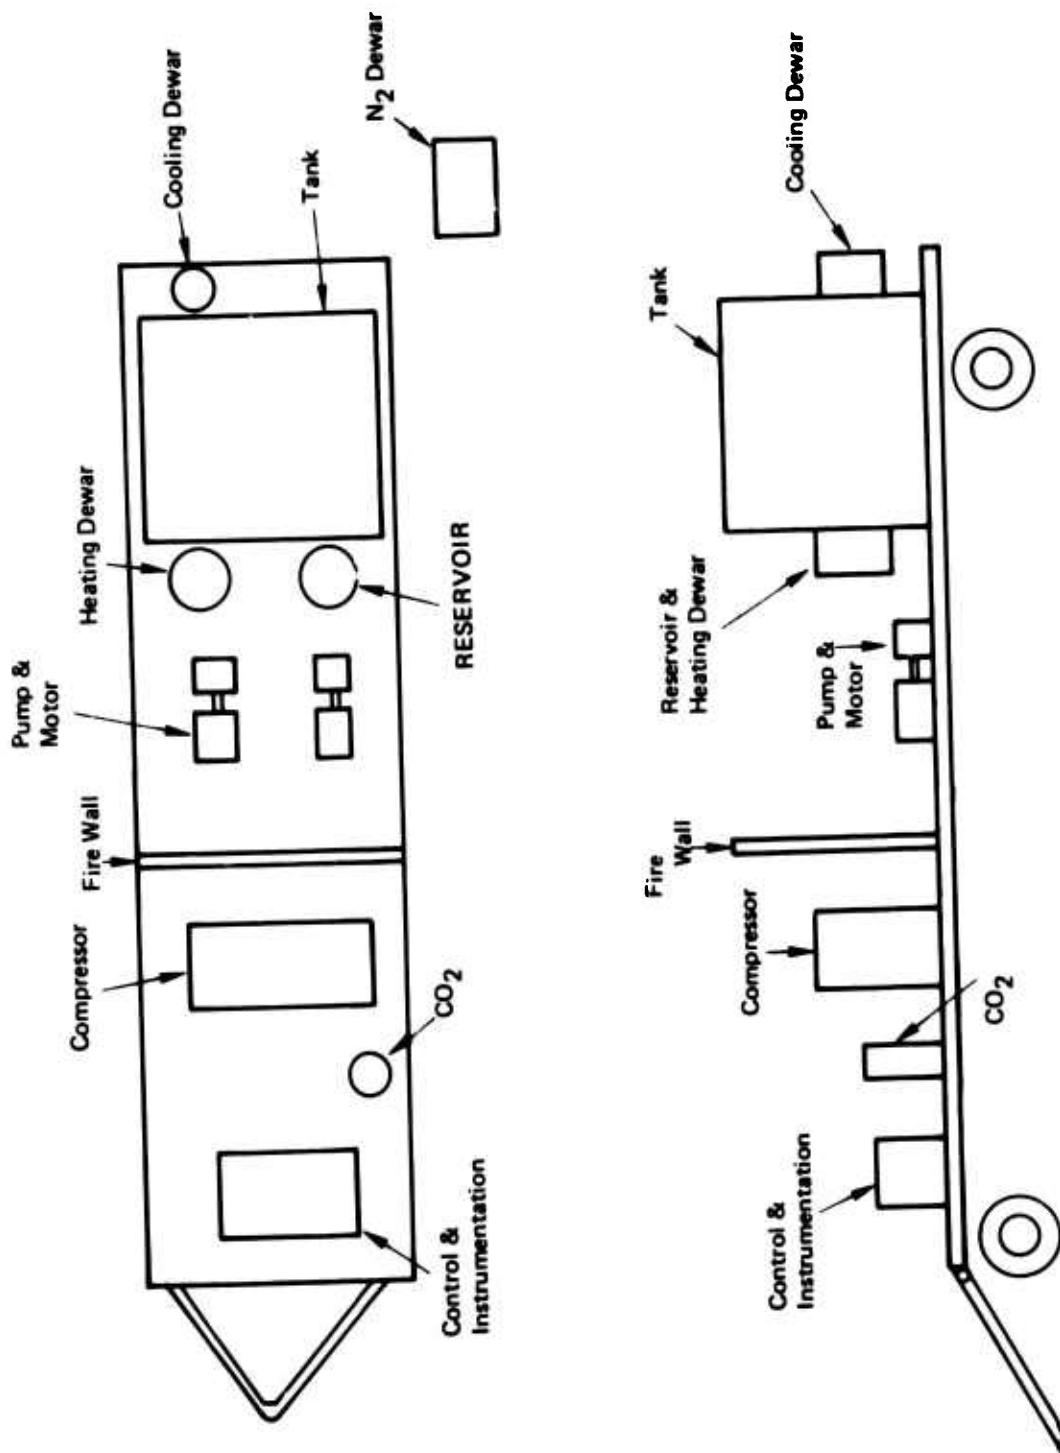 Pump &
Motor
Fire Wall
Compressor
Heating Dewar
Cooling Dewar
Tank
N2 Dewar
RESERVOIR
CO2
Control &
Instrumentation
Tank
Cooling Dewar
Reservoir &
Heating Dewar
Pump &
Motor
Fire
Wall
Compressor
CO2
Control &
Instrumentation